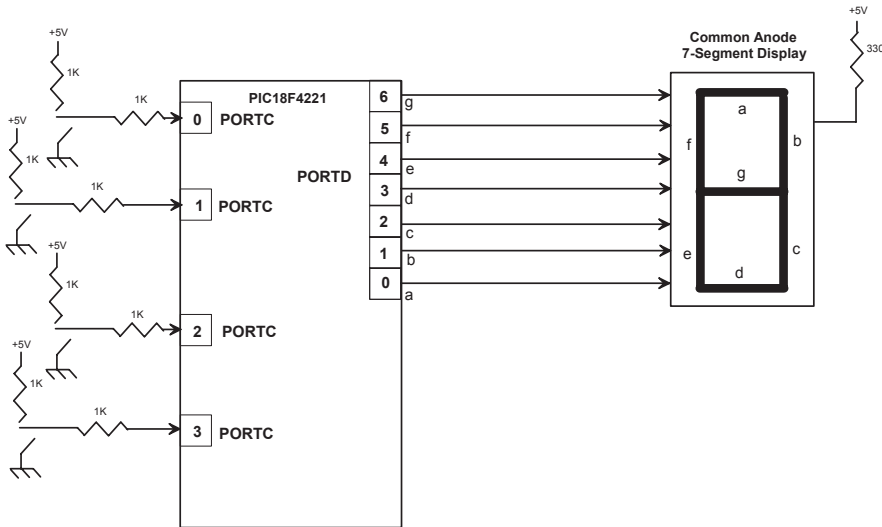 +5V
Common Anode
7-Segment Display
330
+5V
1K
1K
PIC18F4221
0 PORTC
6 g
a
+5V
1K
5 f
f
b
PORTD
4 e
g
1K
1 PORTC
3 d
2 c
+5V
1 b
e
c
1K
0 a
d
1K
2 PORTC
+5V
1K
1K
3 PORTC